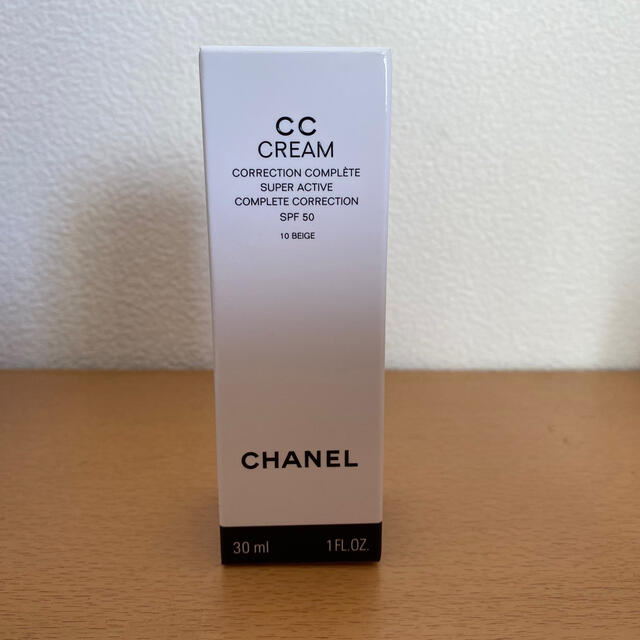 CC
CREAM
CORRECTION COMPLÈTE
SUPER ACTIVE
COMPLETE CORRECTION
SPF 50
10 BEIGE
CHANEL
30 ml 1 FL.OZ.